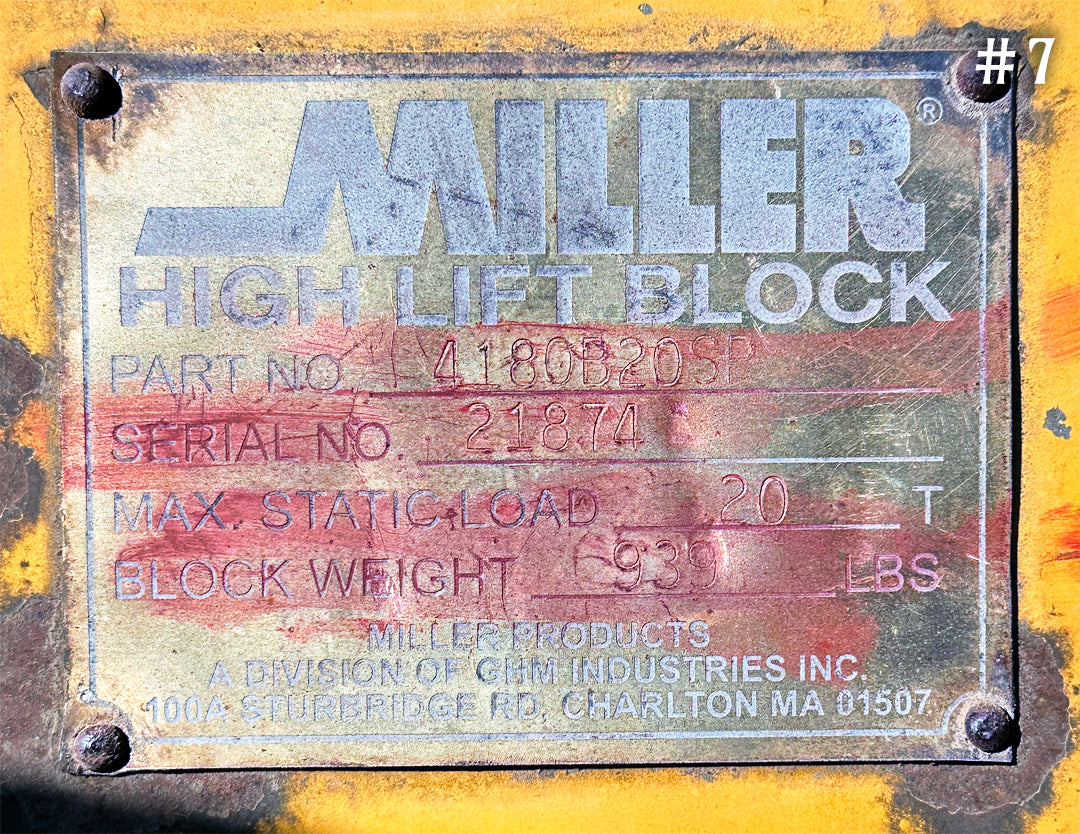 #7
MILLER®
HIGH LIFT BLOCK
PART NO. 4180B20SP
SERIAL NO. 21874
MAX. STATIC LOAD 20 T
BLOCK WEIGHT 939 LBS
MILLER PRODUCTS
A DIVISION OF GHM INDUSTRIES INC.
100A STURBRIDGE RD, CHARLTON MA 01507